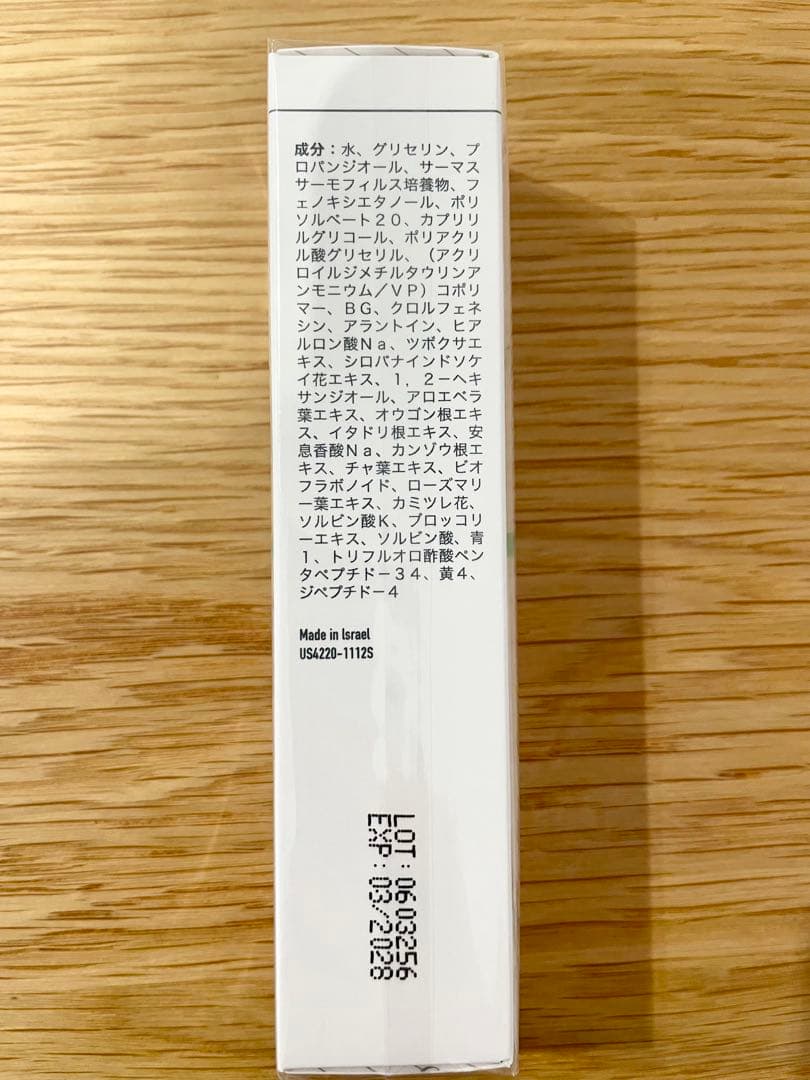 成分：水、グリセリン、プ
ロパンジオール、サーマス
サーモフィルス培養物、フ
ェノキシエタノール、ポリ
ソルベート２０、カプリリ
ルグリコール、ポリアクリ
ル酸グリセリル、（アクリ
ロイルジメチルタウリンア
ンモニウム／ＶＰ）コポリ
マー、ＢＧ、クロルフェネ
シン、アラントイン、ヒア
ルロン酸Ｎａ、ツボクサエ
キス、シロバナインドソケ
イ花エキス、１，２－ヘキ
サンジオール、アロエベラ
葉エキス、オウゴン根エキ
ス、イタドリ根エキス、安
息香酸Ｎａ、カンゾウ根エ
キス、チャ葉エキス、ビオ
フラボノイド、ローズマリ
ー葉エキス、カミツレ花、
ソルビン酸Ｋ、ブロッコリ
ーエキス、ソルビン酸、青
１、トリフルオロ酢酸ペン
タペプチド－３４、黄４、
ジペプチド－４
Made in Israel
US4220-1112S
LOT: 06 03256
EXP: 03/2028